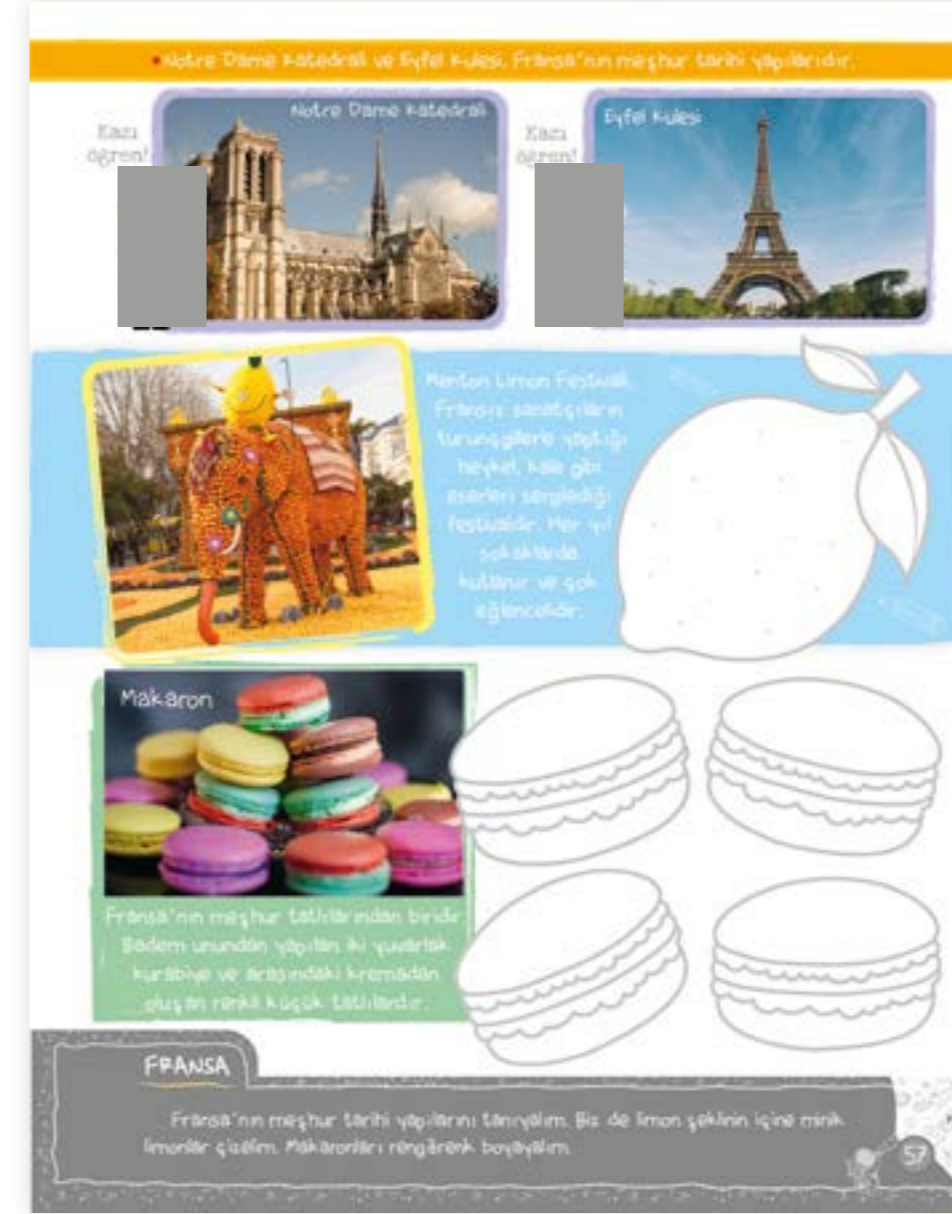 •Notre Dame Katedrali ve Eyfel Kulesi, Fransa'nın meşhur tarihi yapılarıdır.
Kazı
öğren!
Notre Dame Katedrali
Kazı
öğren!
Eyfel Kulesi
Menton Limon Festivali,
Fransız sanatçıların
turunçgillerle yaptığı
heykel, kale gibi
eserleri sergilediği
festivaldir. Her yıl
sokaklarda
kutlanır ve çok
eğlencelidir.
Makaron
Fransa'nın meşhur tatlılarından biridir.
Badem unundan yapılan iki yuvarlak
kurabiye ve arasındaki kremadan
oluşan renkli küçük tatlılardır.
FRANSA
Fransa'nın meşhur tarihi yapılarını tanıyalım. Biz de limon şeklinin içine minik
limonlar çizelim. Makaronları rengârenk boyayalım.
57